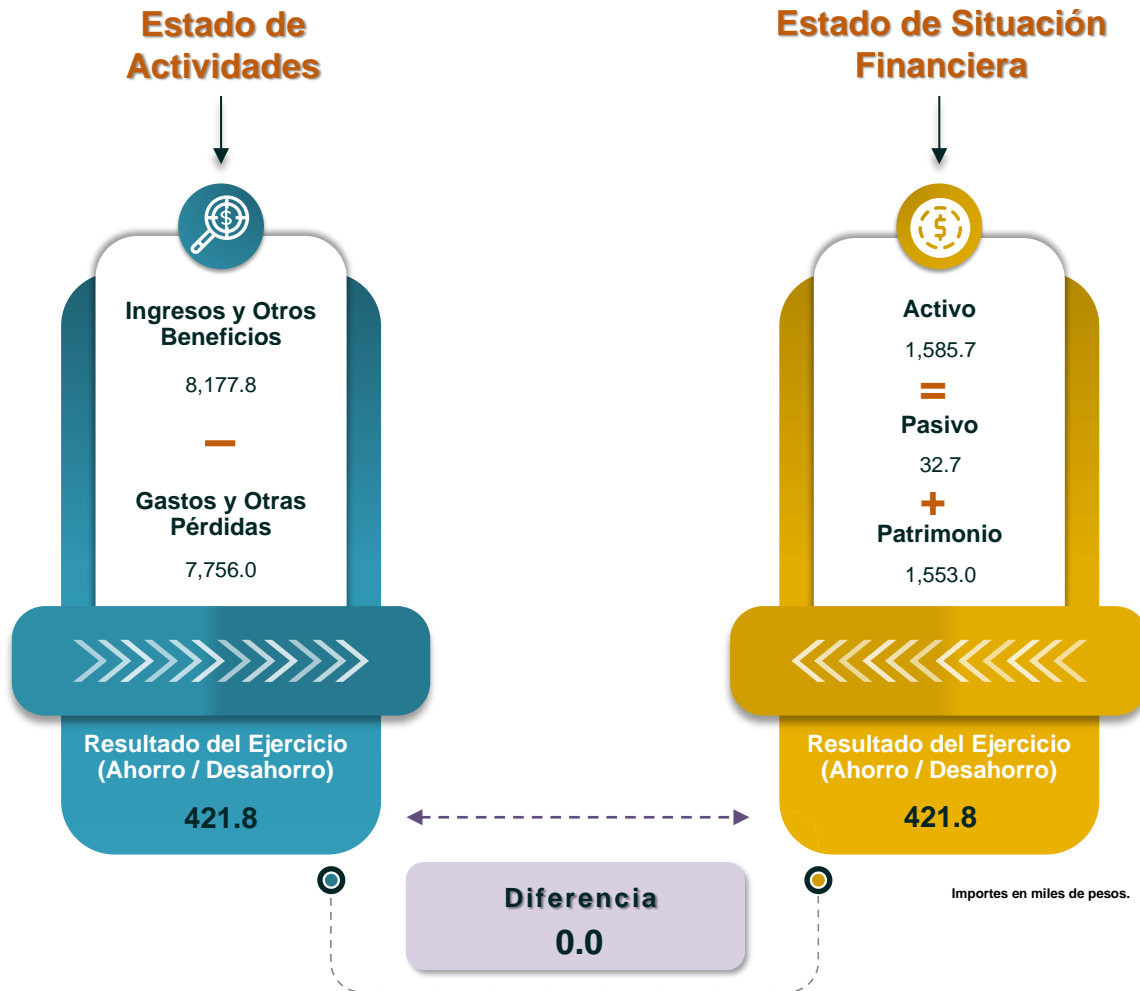 Estado de
Actividades
Ingresos y Otros
Beneficios
8,177.8
–
Gastos y Otras
Pérdidas
7,756.0
Resultado del Ejercicio
(Ahorro / Desahorro)
421.8
Estado de Situación
Financiera
Activo
1,585.7
=
Pasivo
32.7
+
Patrimonio
1,553.0
Resultado del Ejercicio
(Ahorro / Desahorro)
421.8
Diferencia
0.0
Importes en miles de pesos.